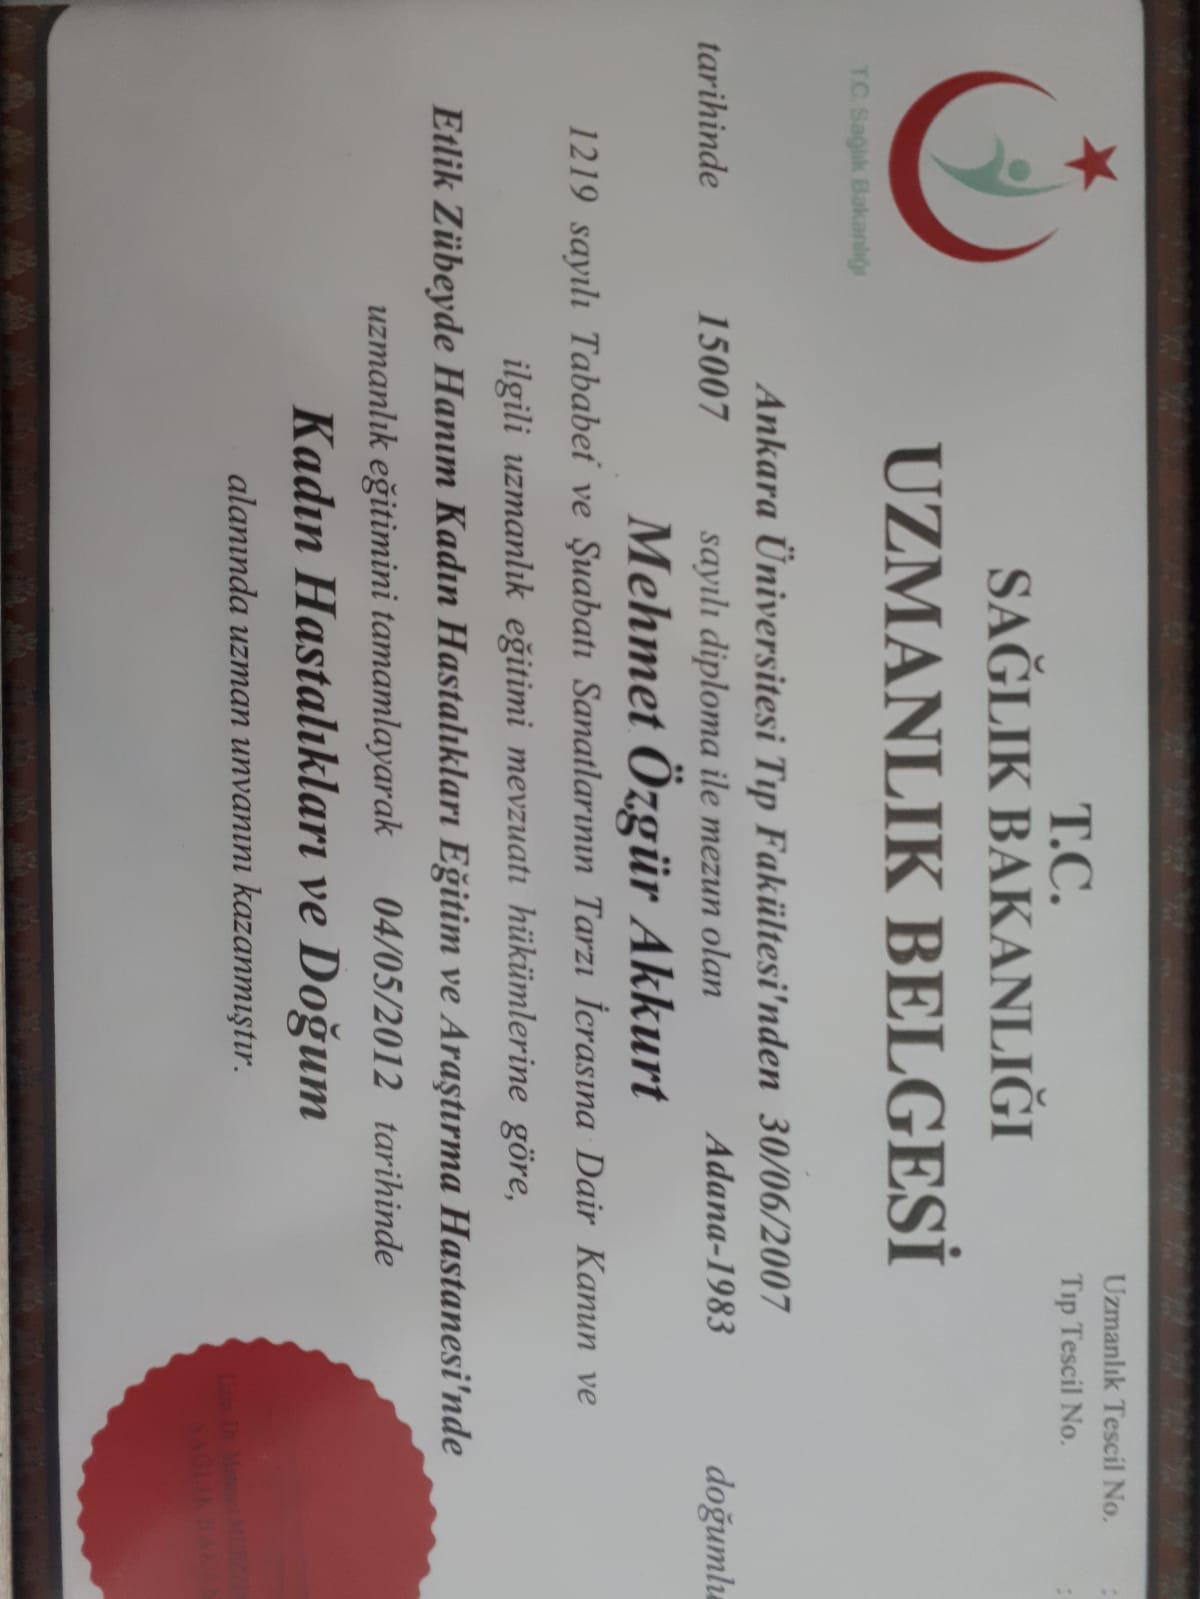 T.C.
SAĞLIK BAKANLIĞI
UZMANLIK BELGESİ
Uzmanlık Tescil No. :
Tıp Tescil No. :
T.C. Sağlık Bakanlığı
Ankara Üniversitesi Tıp Fakültesi'nden 30/06/2007
tarihinde 15007 sayılı diploma ile mezun olan Adana-1983 doğumlu
Mehmet Özgür Akkurt
1219 sayılı Tababet ve Şuabatı Sanatlarının Tarzı İcrasına Dair Kanun ve
ilgili uzmanlık eğitimi mevzuatı hükümlerine göre,
Etlik Zübeyde Hanım Kadın Hastalıkları Eğitim ve Araştırma Hastanesi'nde
uzmanlık eğitimini tamamlayarak 04/05/2012 tarihinde
Kadın Hastalıkları ve Doğum
alanında uzman unvanını kazanmıştır.